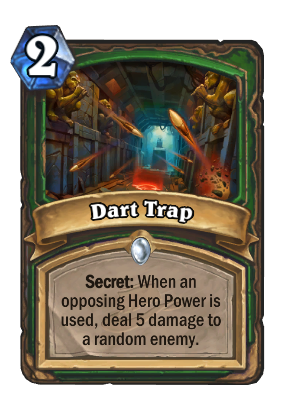 2
Dart Trap
Secret: When an
opposing Hero Power is
used, deal 5 damage to
a random enemy.